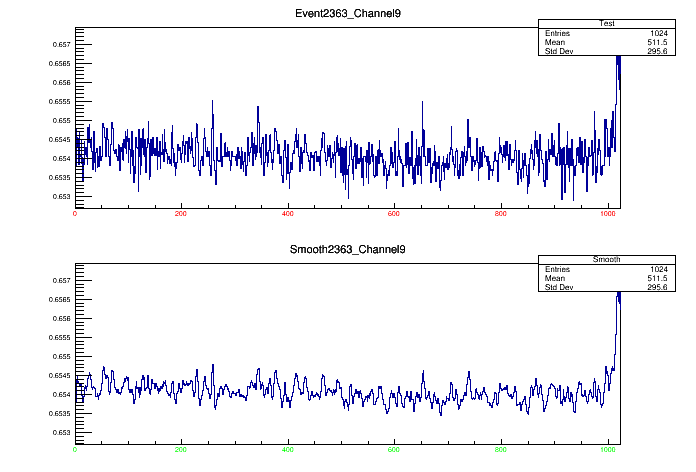 Event2363_Channel9
Test
Entries 1024
Mean 511.5
Std Dev 295.6
0.657
0.6565
0.656
0.6555
0.655
0.6545
0.654
0.6535
0.653
0 200 400 600 800 1000
Smooth2363_Channel9
Smooth
Entries 1024
Mean 511.5
Std Dev 295.6
0.657
0.6565
0.656
0.6555
0.655
0.6545
0.654
0.6535
0.653
0 200 400 600 800 1000